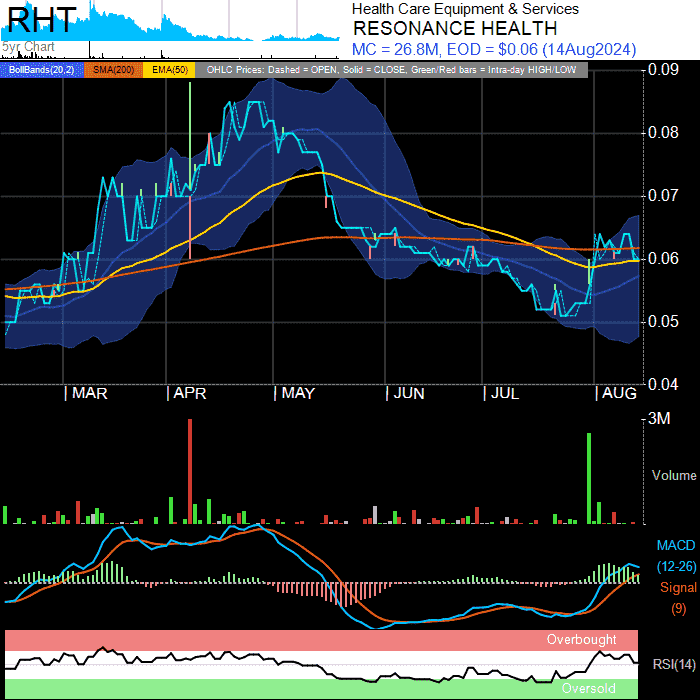 RHT
5yr Chart
Health Care Equipment & Services
RESONANCE HEALTH
MC = 26.8M, EOD = $0.06 (14Aug2024)
BollBands(20,2) SMA(200) EMA(50) OHLC Prices: Dashed = OPEN, Solid = CLOSE, Green/Red bars = Intra-day HIGH/LOW
0.09
0.08
0.07
0.06
0.05
0.04
| MAR | APR | MAY | JUN | JUL | AUG
3M
Volume
MACD
(12-26)
Signal
(9)
Overbought
RSI(14)
Oversold